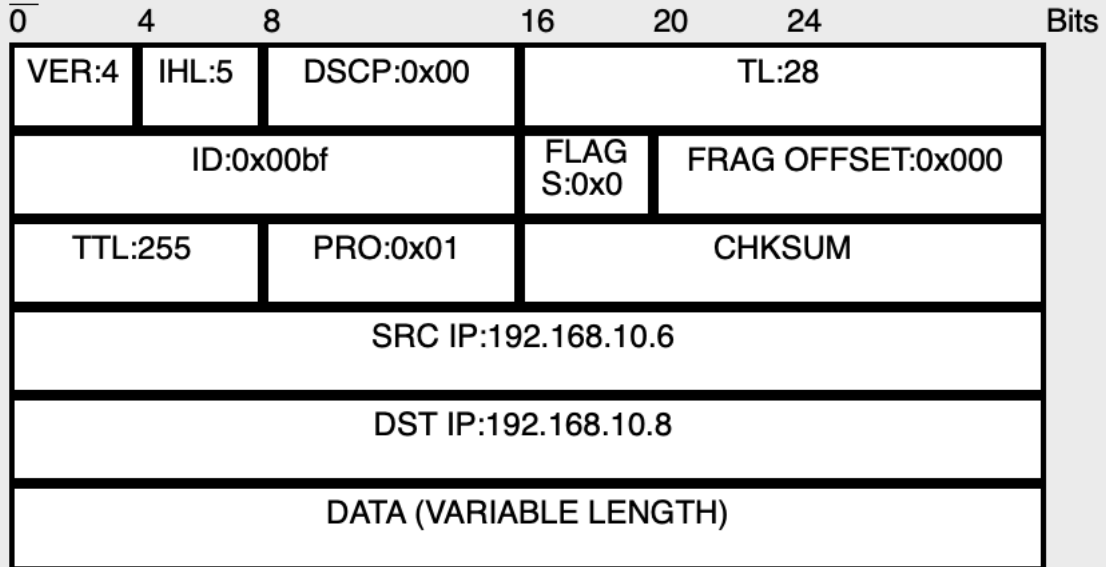 0 4 8 16 20 24 Bits
VER:4 IHL:5 DSCP:0x00 TL:28
ID:0x00bf FLAG
S:0x0 FRAG OFFSET:0x000
TTL:255 PRO:0x01 CHKSUM
SRC IP:192.168.10.6
DST IP:192.168.10.8
DATA (VARIABLE LENGTH)